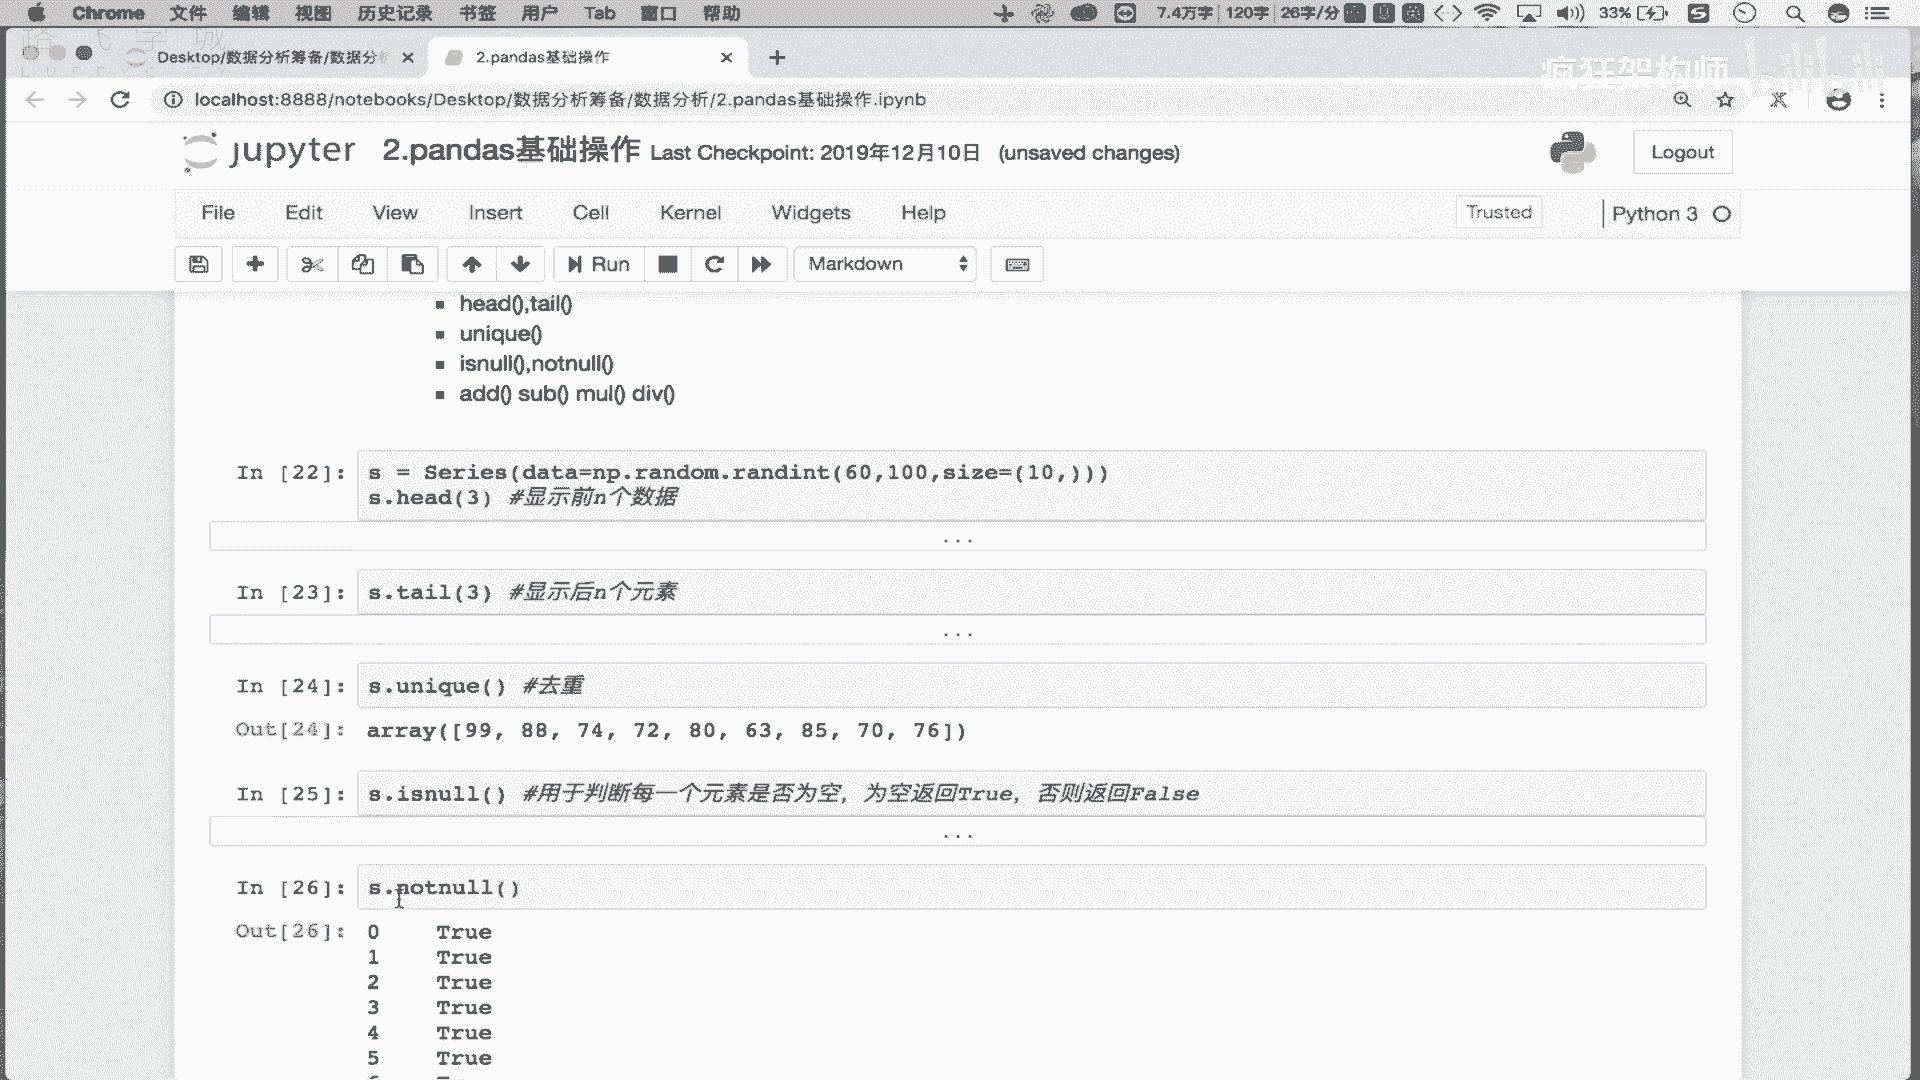 Chrome 文件 编辑 视图 历史记录 书签 用户 Tab 窗口 帮助 7.4万字 120字 26字/分 33%
Desktop/数据分析筹备/数据分析 2.pandas基础操作
疯狂架构师 bilibili
localhost:8888/notebooks/Desktop/数据分析筹备/数据分析/2.pandas基础操作.ipynb
jupyter 2.pandas基础操作 Last Checkpoint: 2019年12月10日 (unsaved changes) Logout
File Edit View Insert Cell Kernel Widgets Help Trusted Python 3
Run Markdown
head(),tail()
unique()
isnull(),notnull()
add() sub() mul() div()
In [22]: s = Series(data=np.random.randint(60,100,size=(10,)))
s.head(3) #显示前n个数据
...
In [23]: s.tail(3) #显示后n个元素
...
In [24]: s.unique() #去重
Out[24]: array([99, 88, 74, 72, 80, 63, 85, 70, 76])
In [25]: s.isnull() #用于判断每一个元素是否为空，为空返回True，否则返回False
...
In [26]: s.notnull()
Out[26]: 0 True
1 True
2 True
3 True
4 True
5 True